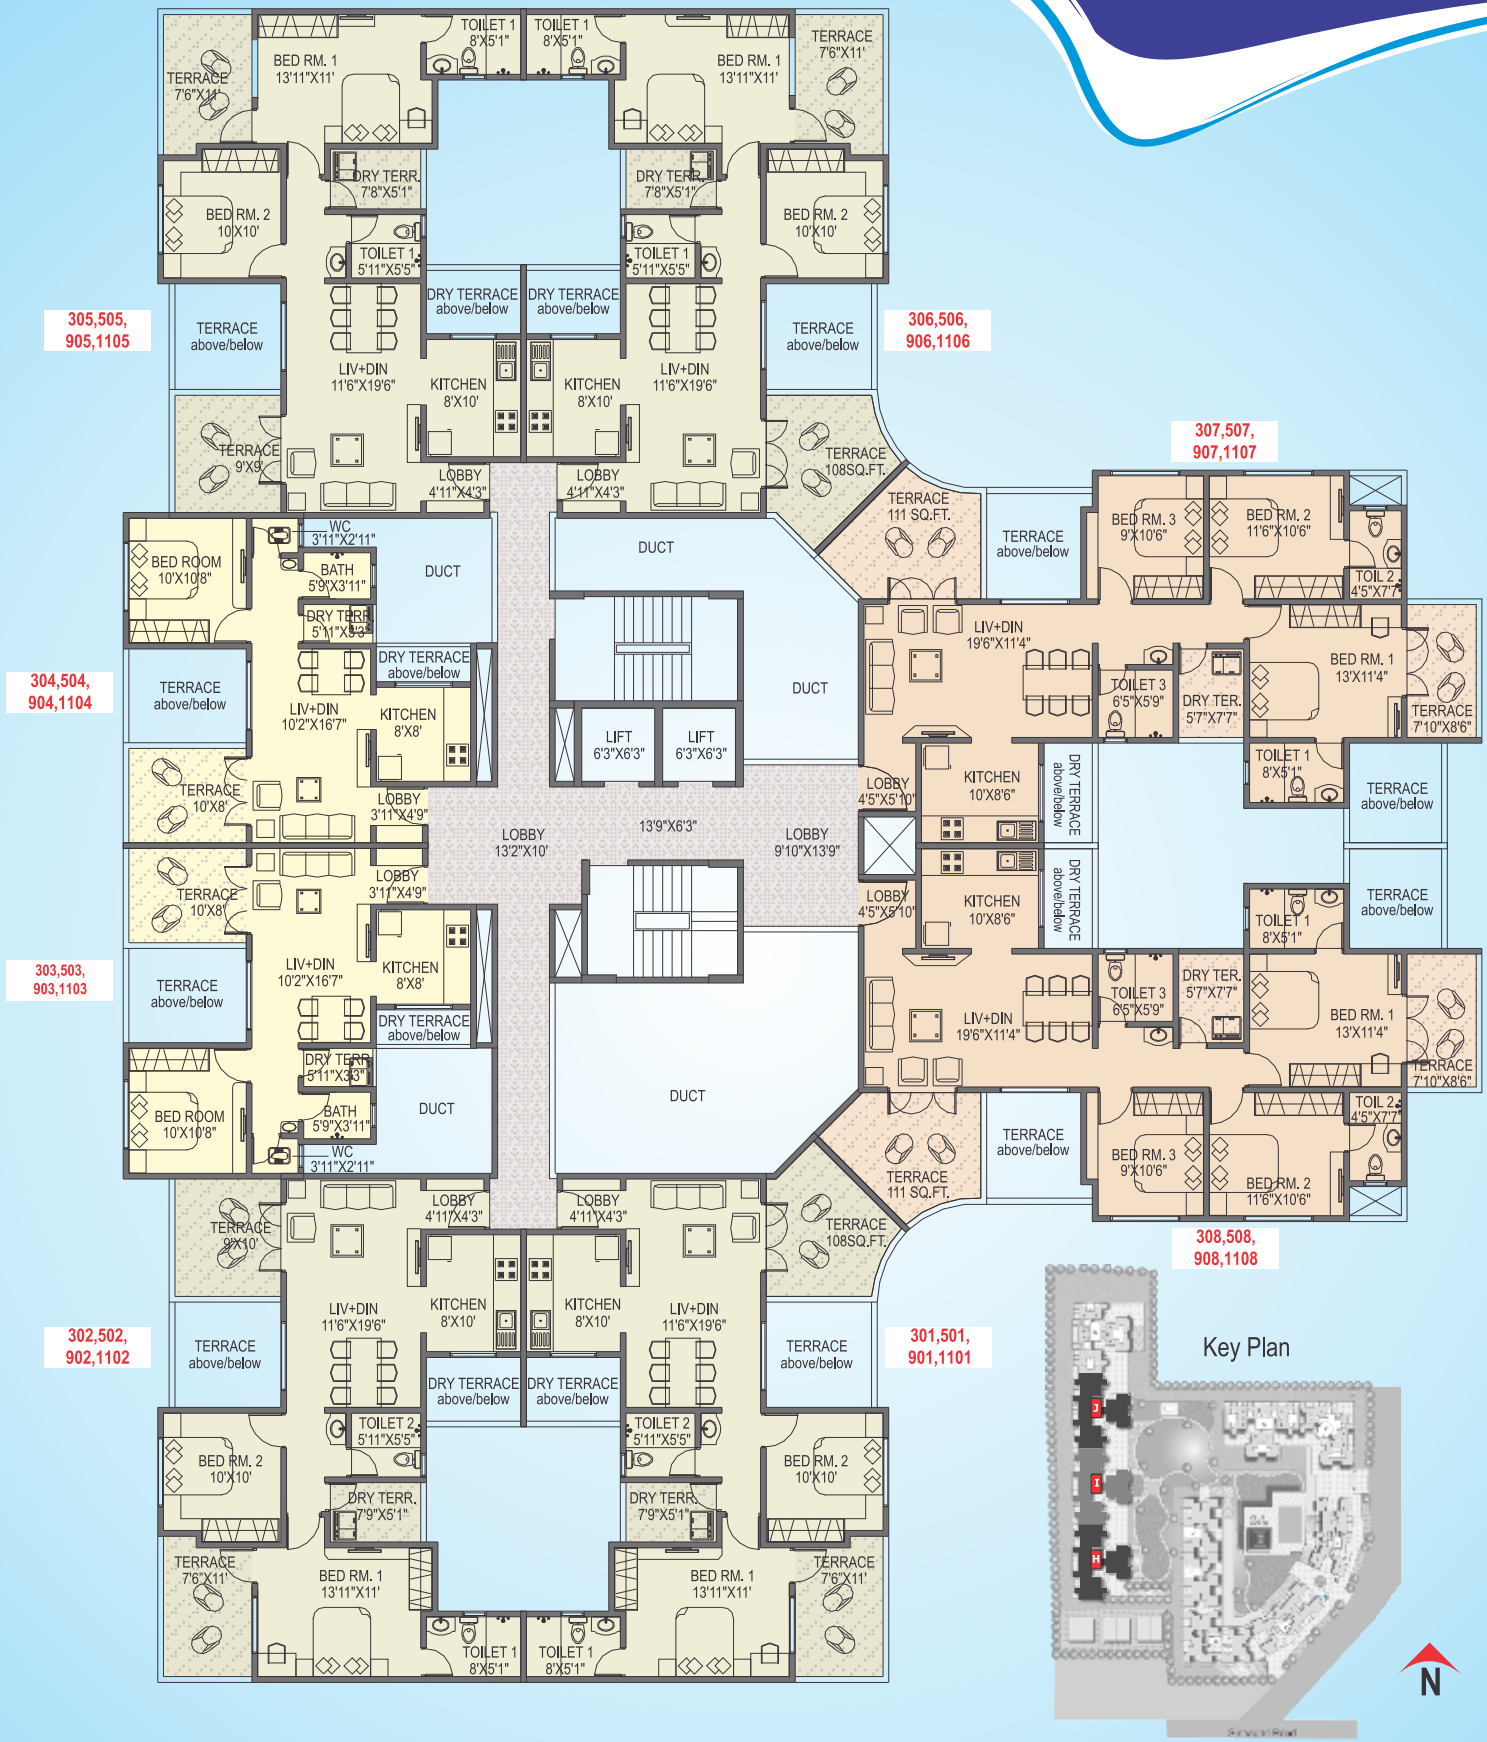 TOILET 1
8'X5'1"
TOILET 1
8'X5'1"
TERRACE
7'6"X11'
BED RM. 1
13'11"X11'
BED RM. 1
13'11"X11'
TERRACE
7'6"X11'
DRY TERR.
7'8"X5'1"
DRY TERR.
7'8"X5'1"
BED RM. 2
10'X10'
BED RM. 2
10'X10'
TOILET 1
5'11"X5'5"
TOILET 1
5'11"X5'5"
305,505,
905,1105
TERRACE
above/below
DRY TERRACE
above/below
DRY TERRACE
above/below
TERRACE
above/below
306,506,
906,1106
LIV+DIN
11'6"X19'6"
KITCHEN
8'X10'
KITCHEN
8'X10'
LIV+DIN
11'6"X19'6"
TERRACE
9'X9'
LOBBY
4'11"X4'3"
LOBBY
4'11"X4'3"
TERRACE
108SQ.FT.
307,507,
907,1107
TERRACE
111 SQ.FT.
TERRACE
above/below
BED RM. 3
9'X10'6"
BED RM. 2
11'6"X10'6"
TOIL 2
4'5"X7'7"
WC
3'11"X2'11"
BED ROOM
10'X10'8"
BATH
5'9"X3'11"
DUCT
DUCT
DRY TERR.
5'11"X3'3"
LIV+DIN
19'6"X11'4"
BED RM. 1
13'X11'4"
304,504,
904,1104
TERRACE
above/below
DRY TERRACE
above/below
DUCT
TOILET 3
6'5"X5'9"
DRY TER.
5'7"X7'7"
TERRACE
7'10"X8'6"
LIV+DIN
10'2"X16'7"
KITCHEN
8'X8'
LIFT
6'3"X6'3"
LIFT
6'3"X6'3"
TERRACE
10'X8'
LOBBY
3'11"X4'9"
LOBBY
4'5"X5'10"
KITCHEN
10'X8'6"
DRY TERRACE
above/below
TOILET 1
8'X5'1"
TERRACE
above/below
LOBBY
13'2"X10'
13'9"X6'3"
LOBBY
9'10"X13'9"
TERRACE
10'X8'
LOBBY
3'11"X4'9"
LOBBY
4'5"X5'10"
KITCHEN
10'X8'6"
DRY TERRACE
above/below
TOILET 1
8'X5'1"
TERRACE
above/below
303,503,
903,1103
TERRACE
above/below
LIV+DIN
10'2"X16'7"
KITCHEN
8'X8'
DRY TERRACE
above/below
LIV+DIN
19'6"X11'4"
TOILET 3
6'5"X5'9"
DRY TER.
5'7"X7'7"
BED RM. 1
13'X11'4"
TERRACE
7'10"X8'6"
DRY TERR.
5'11"X3'3"
BED ROOM
10'X10'8"
BATH
5'9"X3'11"
DUCT
DUCT
WC
3'11"X2'11"
TERRACE
above/below
TERRACE
111 SQ.FT.
BED RM. 3
9'X10'6"
BED RM. 2
11'6"X10'6"
TOIL 2
4'5"X7'7"
308,508,
908,1108
TERRACE
9'X10'
LOBBY
4'11"X4'3"
LOBBY
4'11"X4'3"
TERRACE
108SQ.FT.
LIV+DIN
11'6"X19'6"
KITCHEN
8'X10'
KITCHEN
8'X10'
LIV+DIN
11'6"X19'6"
302,502,
902,1102
TERRACE
above/below
DRY TERRACE
above/below
DRY TERRACE
above/below
TERRACE
above/below
301,501,
901,1101
TOILET 2
5'11"X5'5"
TOILET 2
5'11"X5'5"
BED RM. 2
10'X10'
BED RM. 2
10'X10'
DRY TERR.
7'9"X5'1"
DRY TERR.
7'9"X5'1"
TERRACE
7'6"X11'
BED RM. 1
13'11"X11'
BED RM. 1
13'11"X11'
TERRACE
7'6"X11'
TOILET 1
8'X5'1"
TOILET 1
8'X5'1"
Key Plan
J
I
H
N